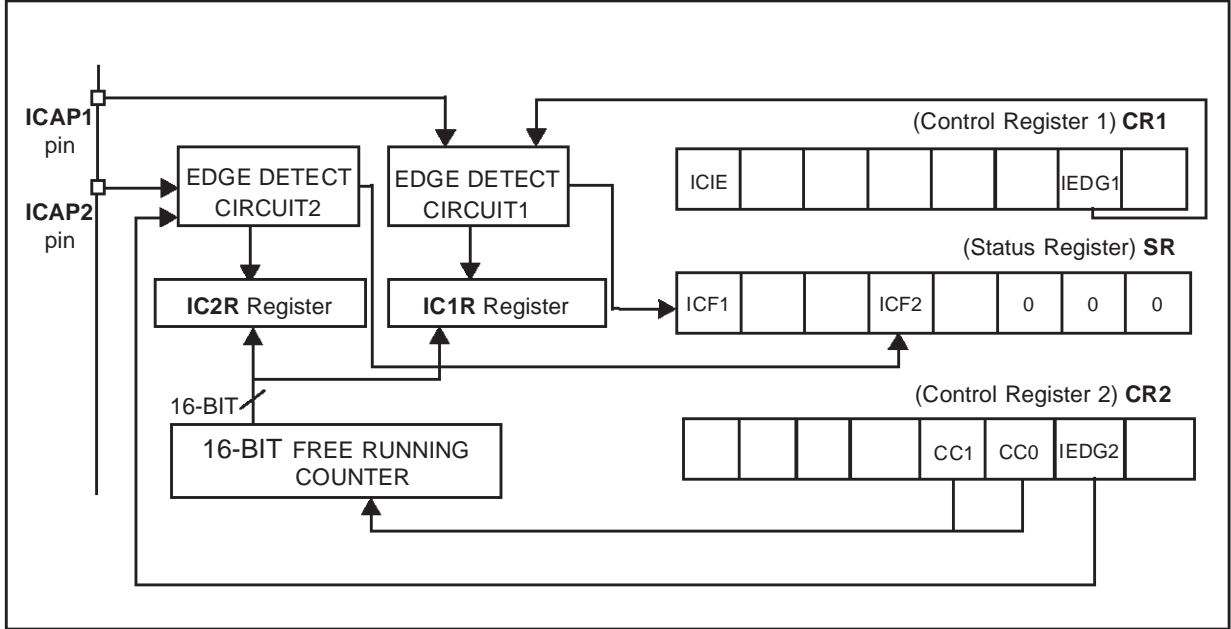 ICAP1
pin
ICAP2
pin
EDGE DETECT
CIRCUIT2
EDGE DETECT
CIRCUIT1
(Control Register 1) CR1
ICIE
IEDG1
(Status Register) SR
IC2R Register
IC1R Register
ICF1
ICF2
0
0
0
16-BIT
16-BIT FREE RUNNING
COUNTER
(Control Register 2) CR2
CC1
CC0
IEDG2